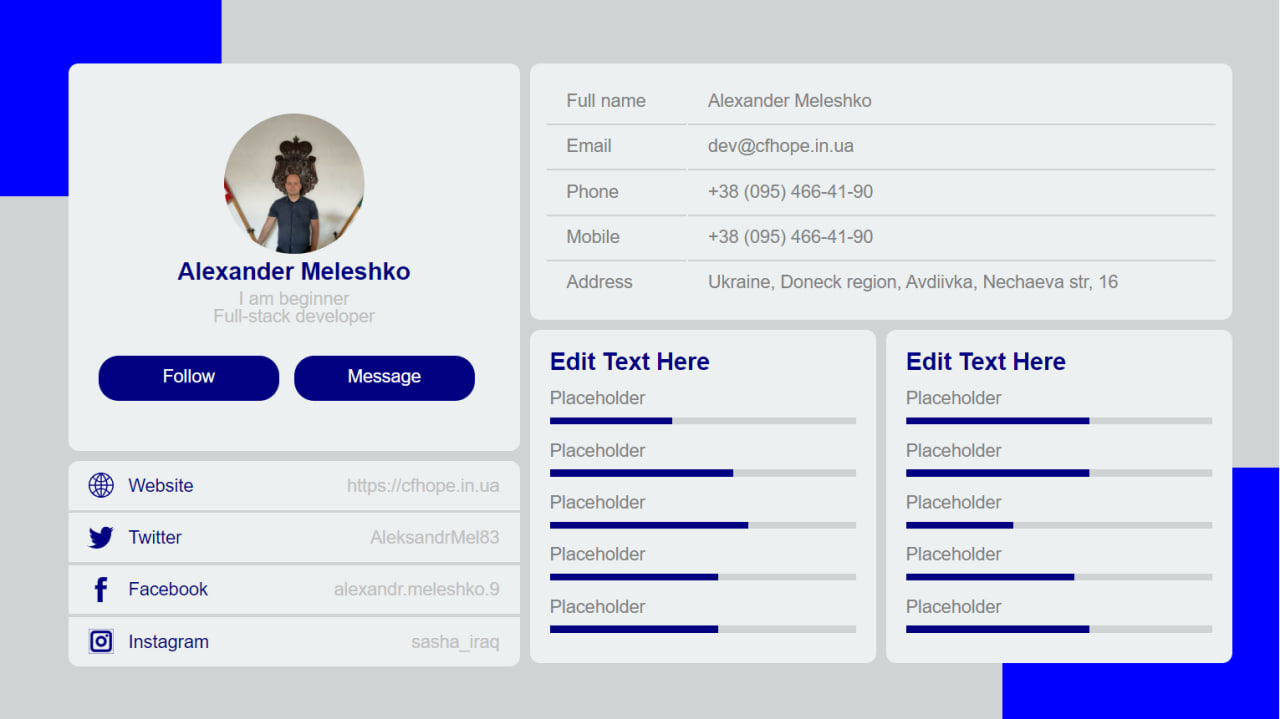 Alexander Meleshko
I am beginner
Full-stack developer
Follow
Message
Website
https://cfhope.in.ua
Twitter
AleksandrMel83
Facebook
alexandr.meleshko.9
Instagram
sasha_iraq
Full name
Alexander Meleshko
Email
dev@cfhope.in.ua
Phone
+38 (095) 466-41-90
Mobile
+38 (095) 466-41-90
Address
Ukraine, Doneck region, Avdiivka, Nechaeva str, 16
Edit Text Here
Placeholder
Placeholder
Placeholder
Placeholder
Placeholder
Edit Text Here
Placeholder
Placeholder
Placeholder
Placeholder
Placeholder